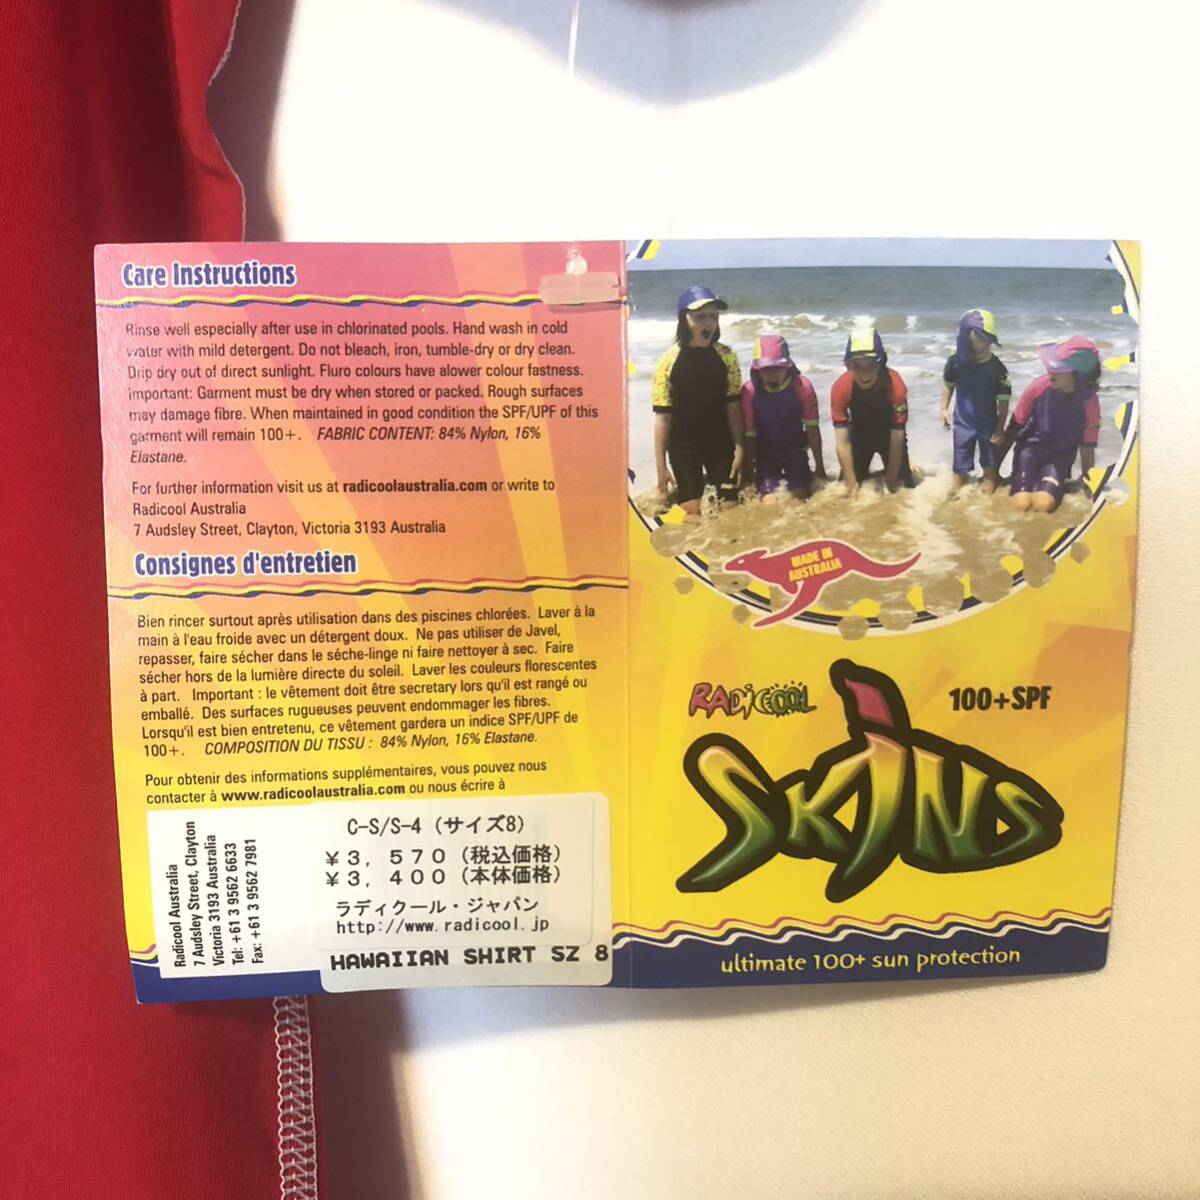 Care Instructions
Rinse well especially after use in chlorinated pools. Hand wash in cold
water with mild detergent. Do not bleach, iron, tumble-dry or dry clean.
Drip dry out of direct sunlight. Fluro colours have alower colour fastness.
important: Garment must be dry when stored or packed. Rough surfaces
may damage fibre. When maintained in good condition the SPF/UPF of this
garment will remain 100+. FABRIC CONTENT: 84% Nylon, 16%
Elastane.
For further information visit us at radicoolaustralia.com or write to
Radicool Australia
7 Audsley Street, Clayton, Victoria 3193 Australia
Consignes d'entretien
Bien rincer surtout après utilisation dans des piscines chlorées. Laver à la
main à l'eau froide avec un détergent doux. Ne pas utiliser de Javel,
repasser, faire sécher dans le séche-linge ni faire nettoyer à sec. Faire
sécher hors de la lumière directe du soleil. Laver les couleurs florescentes
à part. Important : le vêtement doit être secretary lors qu'il est rangé ou
emballé. Des surfaces rugueuses peuvent endommager les fibres.
Lorsqu'il est bien entretenu, ce vêtement gardera un indice SPF/UPF de
100+. COMPOSITION DU TISSU : 84% Nylon, 16% Elastane.
Pour obtenir des informations supplémentaires, vous pouvez nous
contacter à www.radicoolaustralia.com ou nous écrire à
Radicool Australia
7 Audsley Street, Clayton
Victoria 3193 Australia
Tel: +61 3 9562 6633
Fax: +61 3 9562 7981
C-S/S-4 (サイズ8)
¥3,570(税込価格)
¥3,400(本体価格)
ラディクール・ジャパン
http://www.radicool.jp
HAWAIIAN SHIRT SZ 8
MADE IN
AUSTRALIA
RADiCOOL
100+SPF
SKiNS
ultimate 100+ sun protection